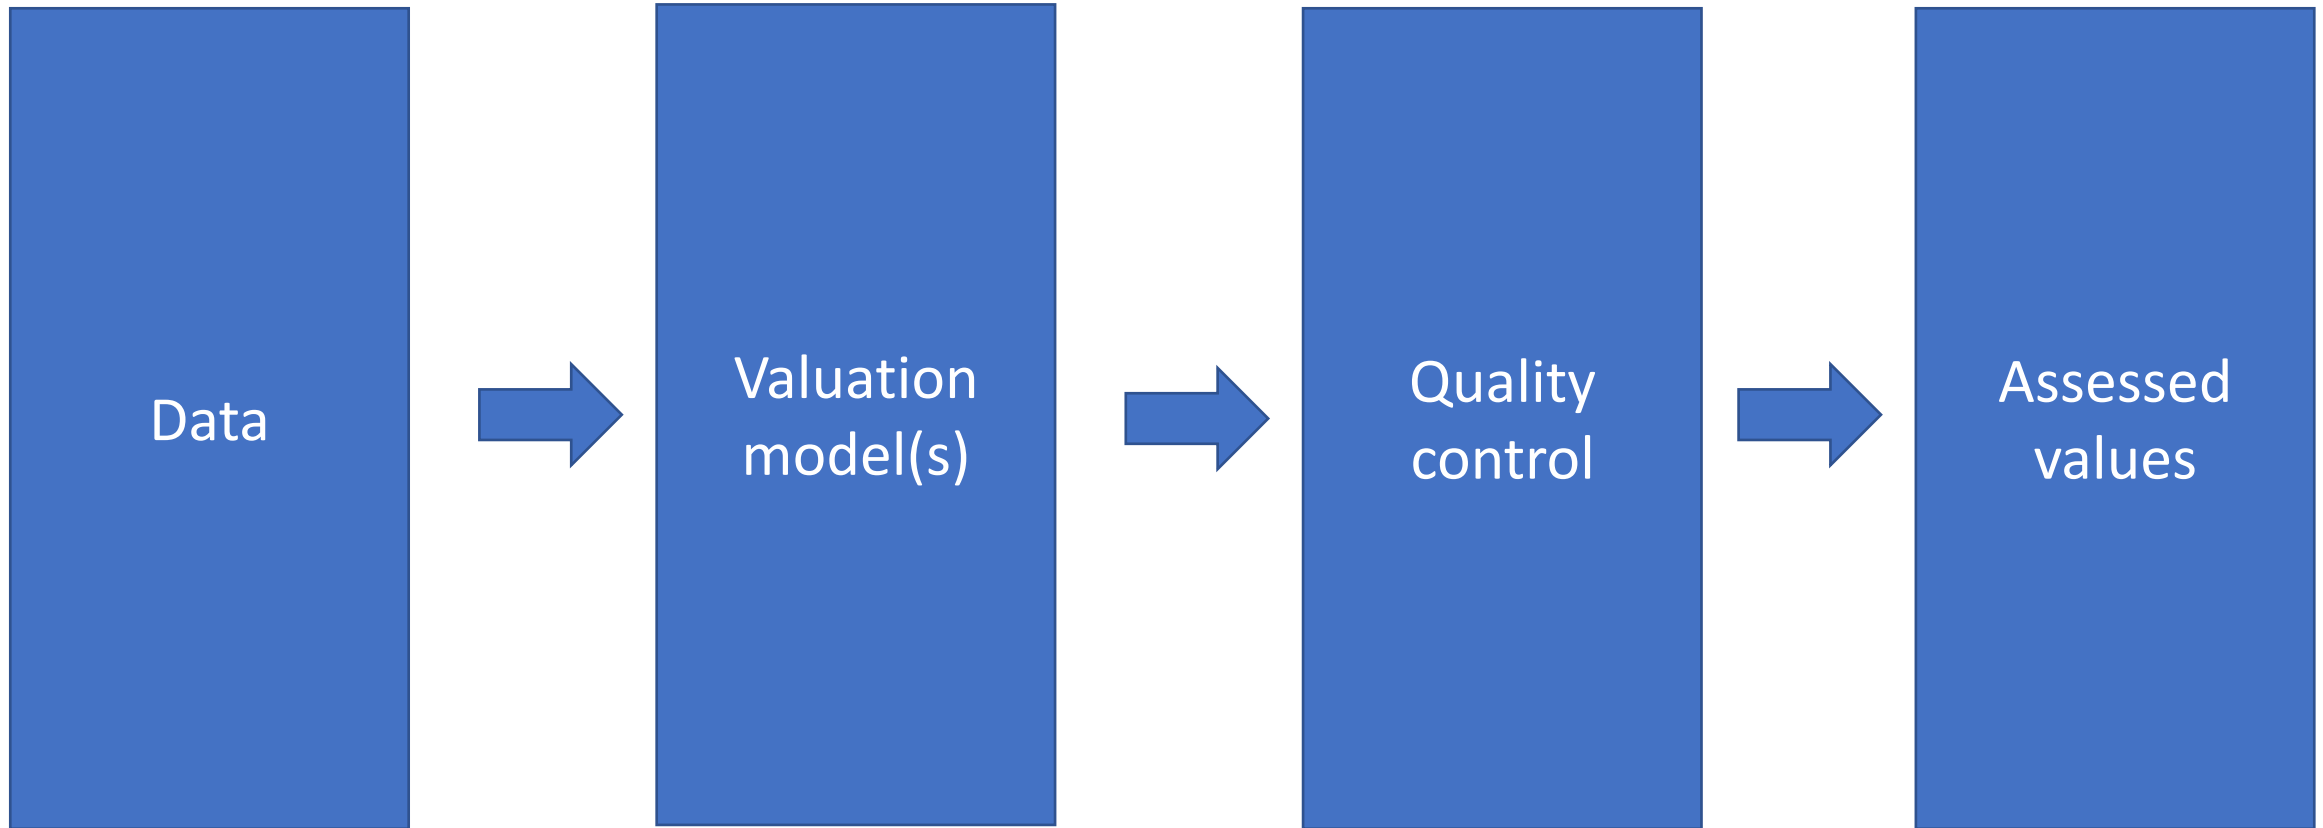 Data
Valuation
model(s)
Quality
control
Assessed
values